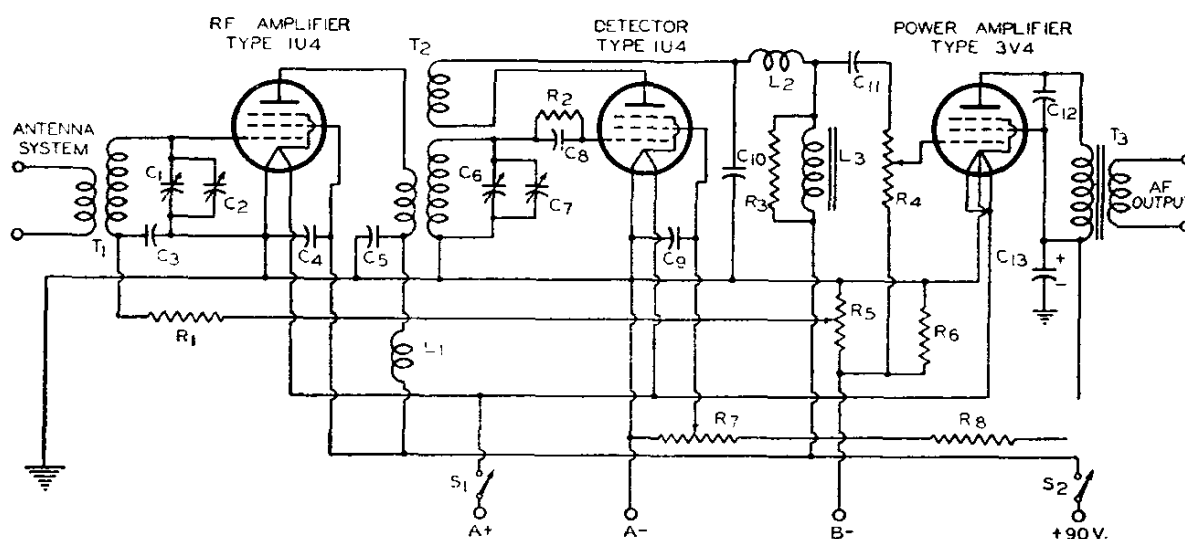 RF AMPLIFIER
TYPE 1U4
DETECTOR
TYPE 1U4
POWER AMPLIFIER
TYPE 3V4
ANTENNA
SYSTEM
T2
R2
C8
L2
C11
C12
T3
C1
C2
C6
C7
C10
R3
L3
R4
AF
OUTPUT
T1
C3
C4
C5
C9
C13
+
-
R1
L1
R5
R6
R7
R8
S1
S2
A+
A-
B-
+90V.